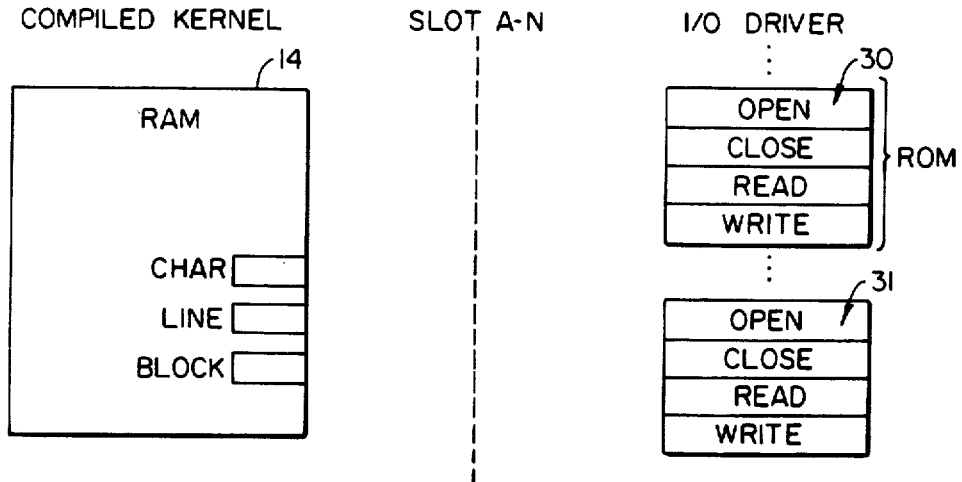 COMPILED KERNEL
SLOT A-N
I/O DRIVER
14
RAM
CHAR
LINE
BLOCK
30
OPEN
CLOSE
READ
WRITE
ROM
31
OPEN
CLOSE
READ
WRITE